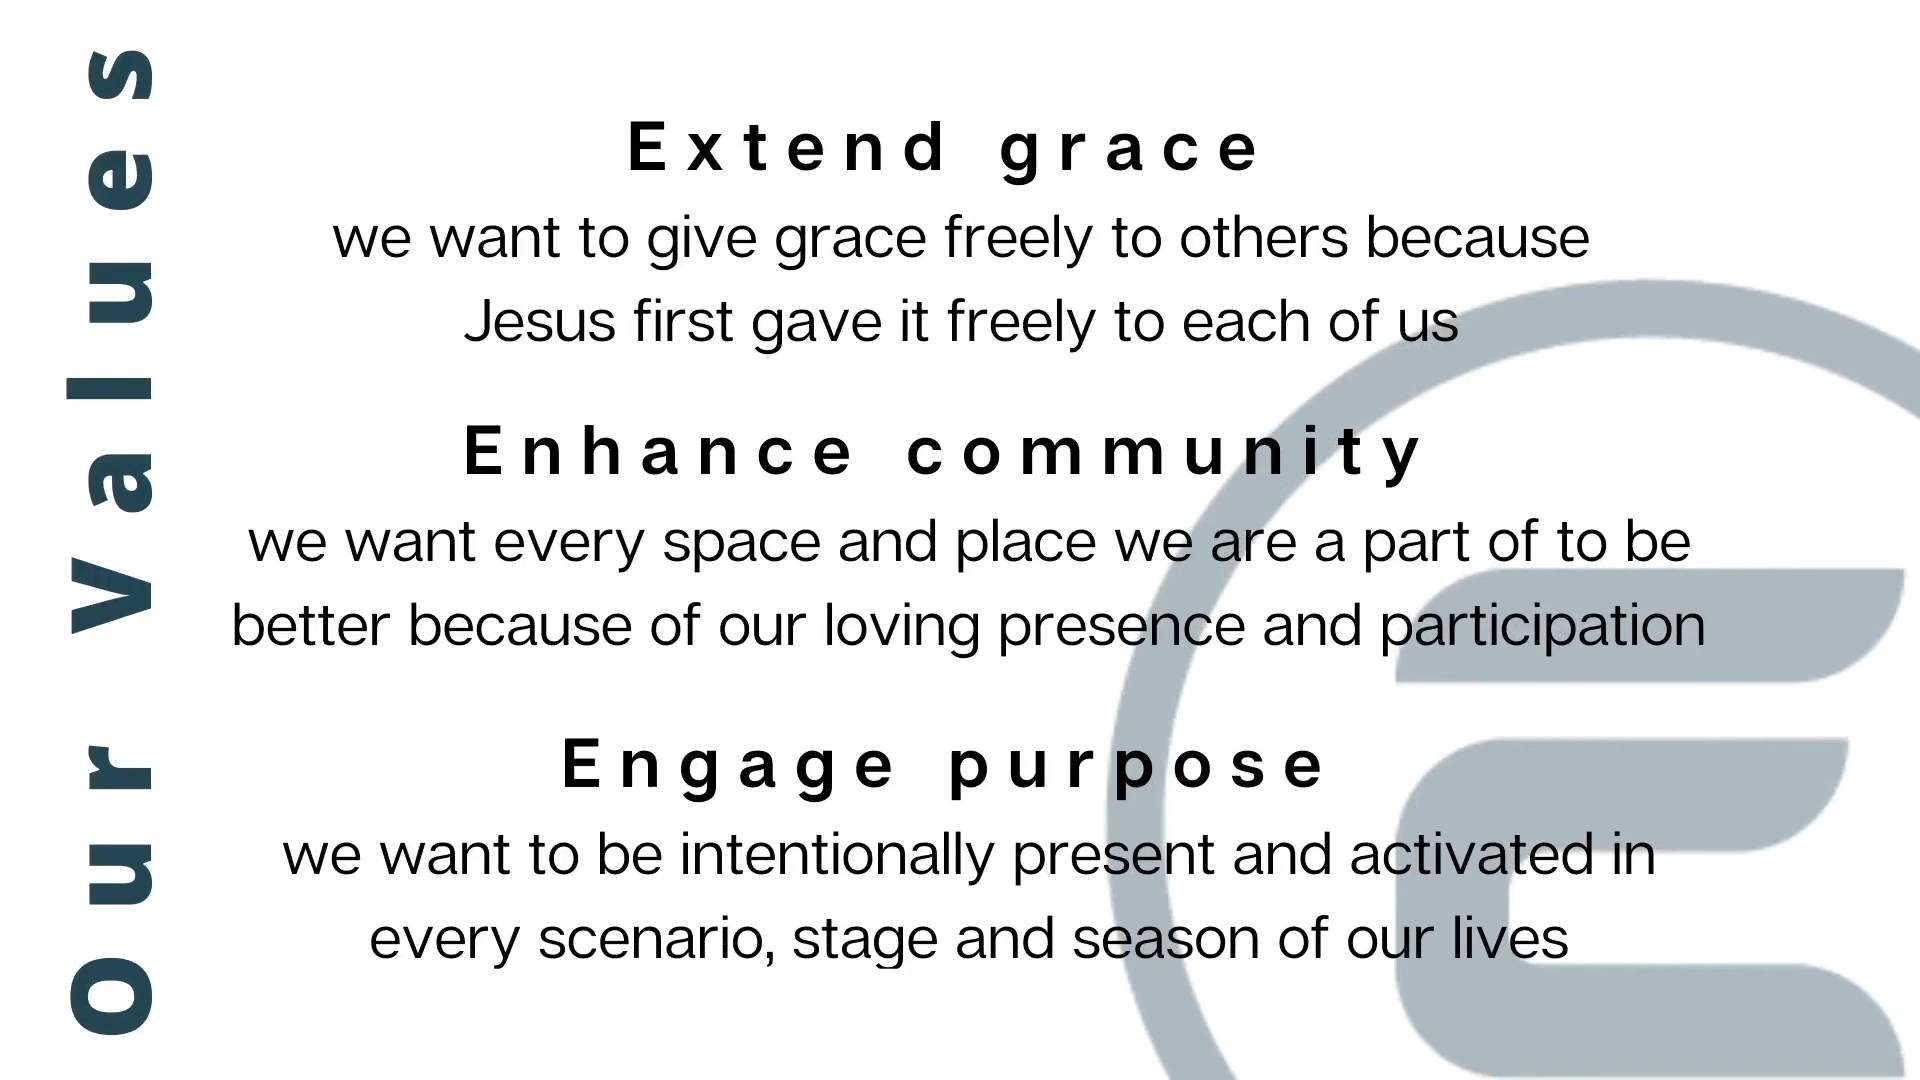 Our Values
Extend grace
we want to give grace freely to others because
Jesus first gave it freely to each of us
Enhance community
we want every space and place we are a part of to be
better because of our loving presence and participation
Engage purpose
we want to be intentionally present and activated in
every scenario, stage and season of our lives